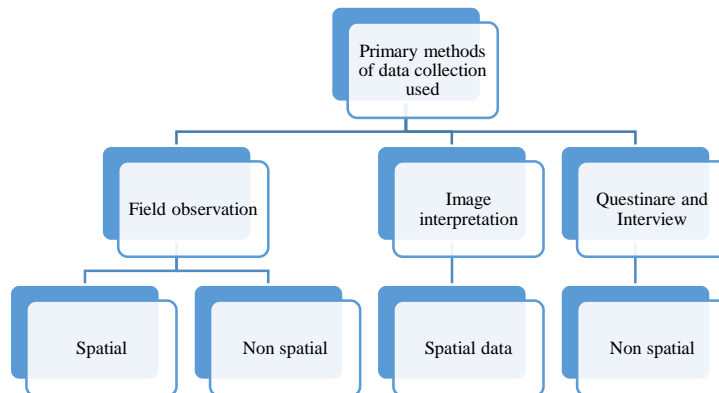 Primary methods
of data collection
used
Field observation
Image
interpretation
Questinare and
Interview
Spatial
Non spatial
Spatial data
Non spatial